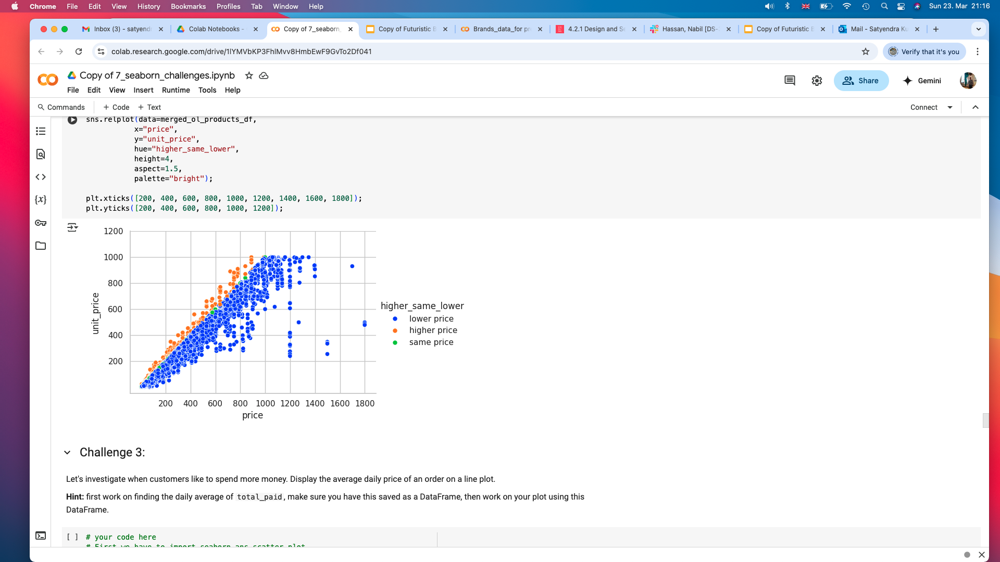 Chrome File Edit View History Bookmarks Profiles Tab Window Help Sun 23. Mar 21:16
Inbox (3) - satyend Colab Notebooks - Copy of 7_seaborn_ Copy of Futuristic B Brands_data_for pr 4.2.1 Design and Se Hassan, Nabil [DS- Copy of Futuristic B Mail - Satyendra Ku
colab.research.google.com/drive/1lYMVbKP3FhlMvv8HmbEwF9GvTo2Df041 Verify that it's you
Copy of 7_seaborn_challenges.ipynb
File Edit View Insert Runtime Tools Help
Share Gemini
Commands + Code + Text Connect
sns.relplot(data=merged_ol_products_df,
x="price",
y="unit_price",
hue="higher_same_lower",
height=4,
aspect=1.5,
palette="bright");
plt.xticks([200, 400, 600, 800, 1000, 1200, 1400, 1600, 1800]);
plt.yticks([200, 400, 600, 800, 1000, 1200]);
1200
1000
800
600
400
200
unit_price
200 400 600 800 1000 1200 1400 1600 1800
price
higher_same_lower
lower price
higher price
same price
Challenge 3:
Let's investigate when customers like to spend more money. Display the average daily price of an order on a line plot.
Hint: first work on finding the daily average of total_paid, make sure you have this saved as a DataFrame, then work on your plot using this
DataFrame.
[ ] # your code here
# First we have to import seaborn ans scatter plot